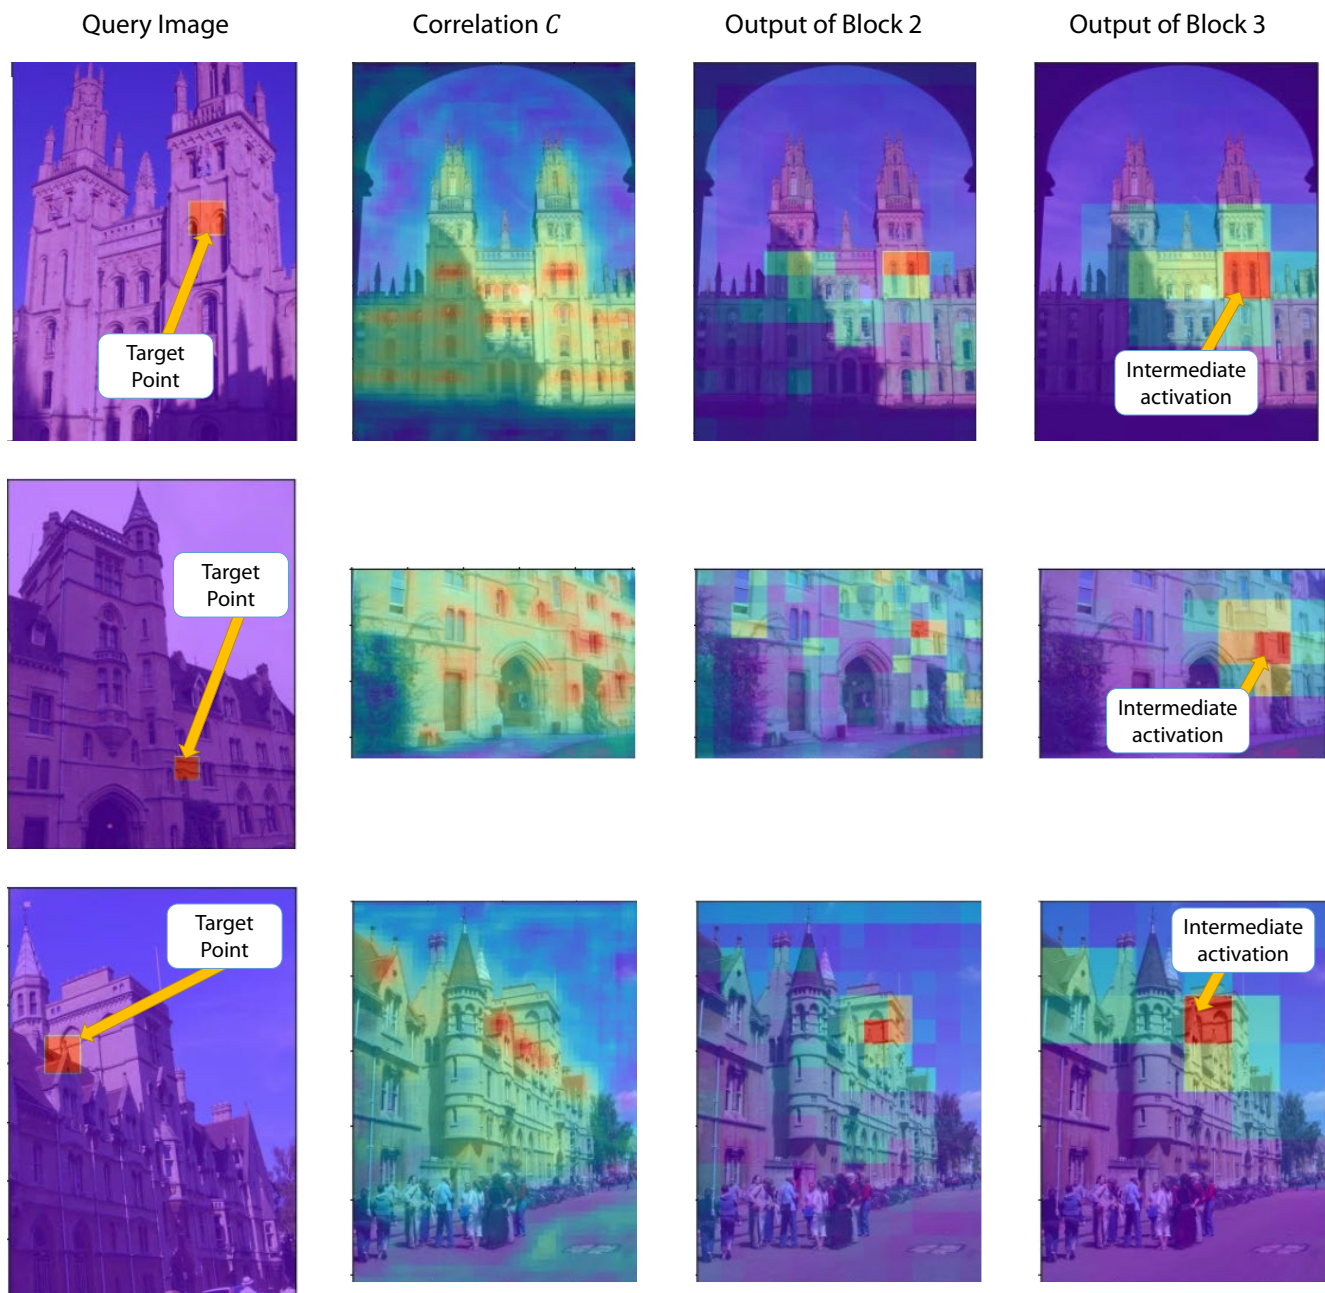 Query Image
Correlation C
Output of Block 2
Output of Block 3
Target
Point
Intermediate
activation
Target
Point
Intermediate
activation
Target
Point
Intermediate
activation